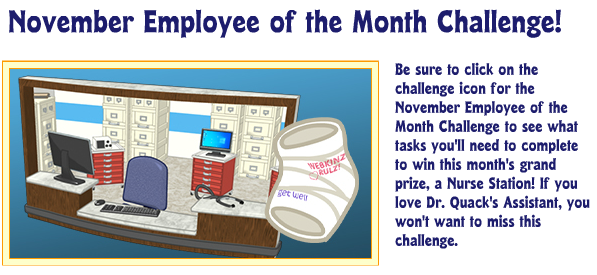 November Employee of the Month Challenge!
Be sure to click on the
challenge icon for the
November Employee of the
Month Challenge to see what
tasks you'll need to complete
to win this month's grand
prize, a Nurse Station! If you
love Dr. Quack's Assistant, you
won't want to miss this
challenge.
WEBKINZ
RULZ!
get well